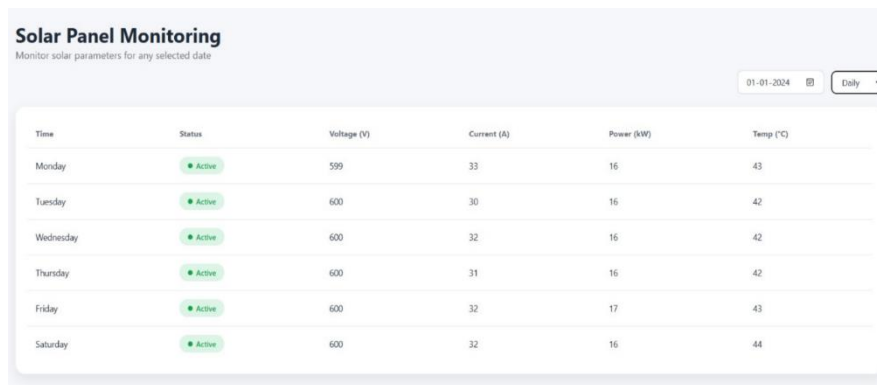 Solar Panel Monitoring
Monitor solar parameters for any selected date
01-01-2024 Daily
Time Status Voltage (V) Current (A) Power (kW) Temp (°C)
Monday Active 599 33 16 43
Tuesday Active 600 30 16 42
Wednesday Active 600 32 16 42
Thursday Active 600 31 16 42
Friday Active 600 32 17 43
Saturday Active 600 32 16 44